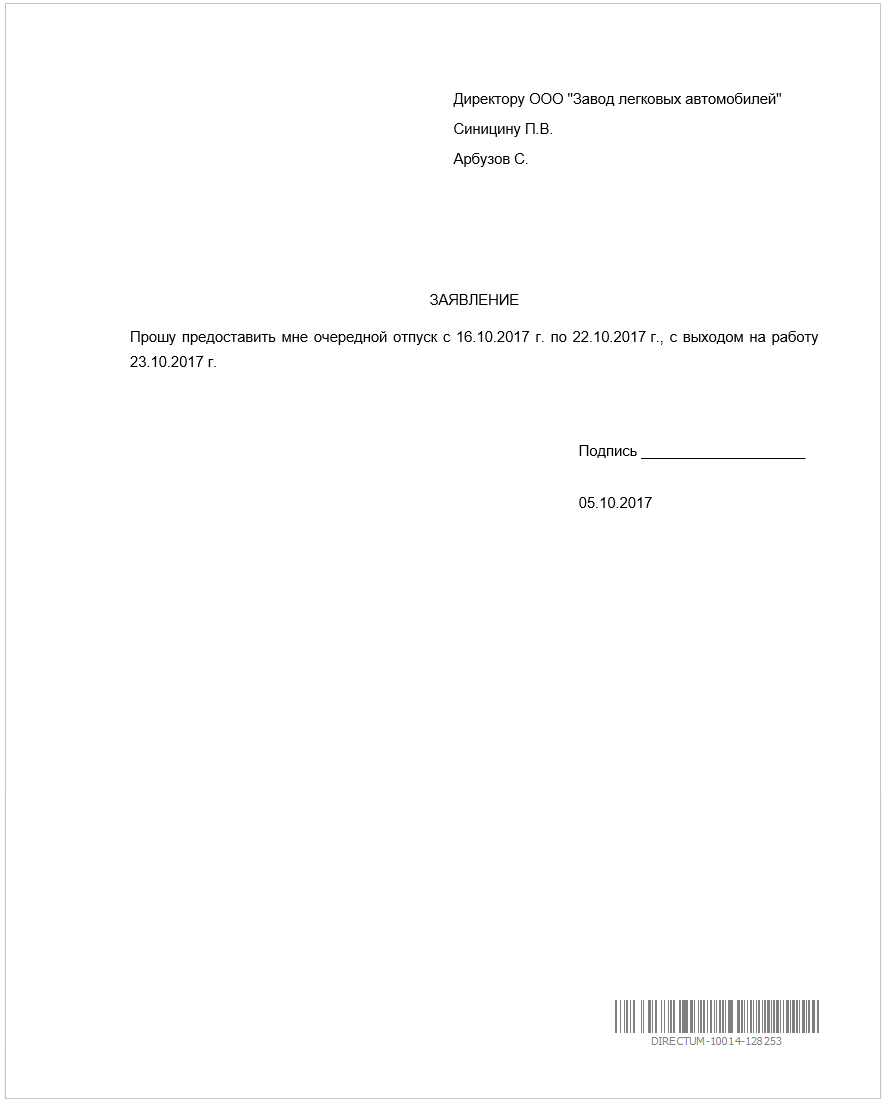 Директору ООО "Завод легковых автомобилей"
Синицину П.В.
Арбузов С.
ЗАЯВЛЕНИЕ
Прошу предоставить мне очередной отпуск с 16.10.2017 г. по 22.10.2017 г., с выходом на работу
23.10.2017 г.
Подпись ____________________
05.10.2017
DIRECTUM-10014-128253